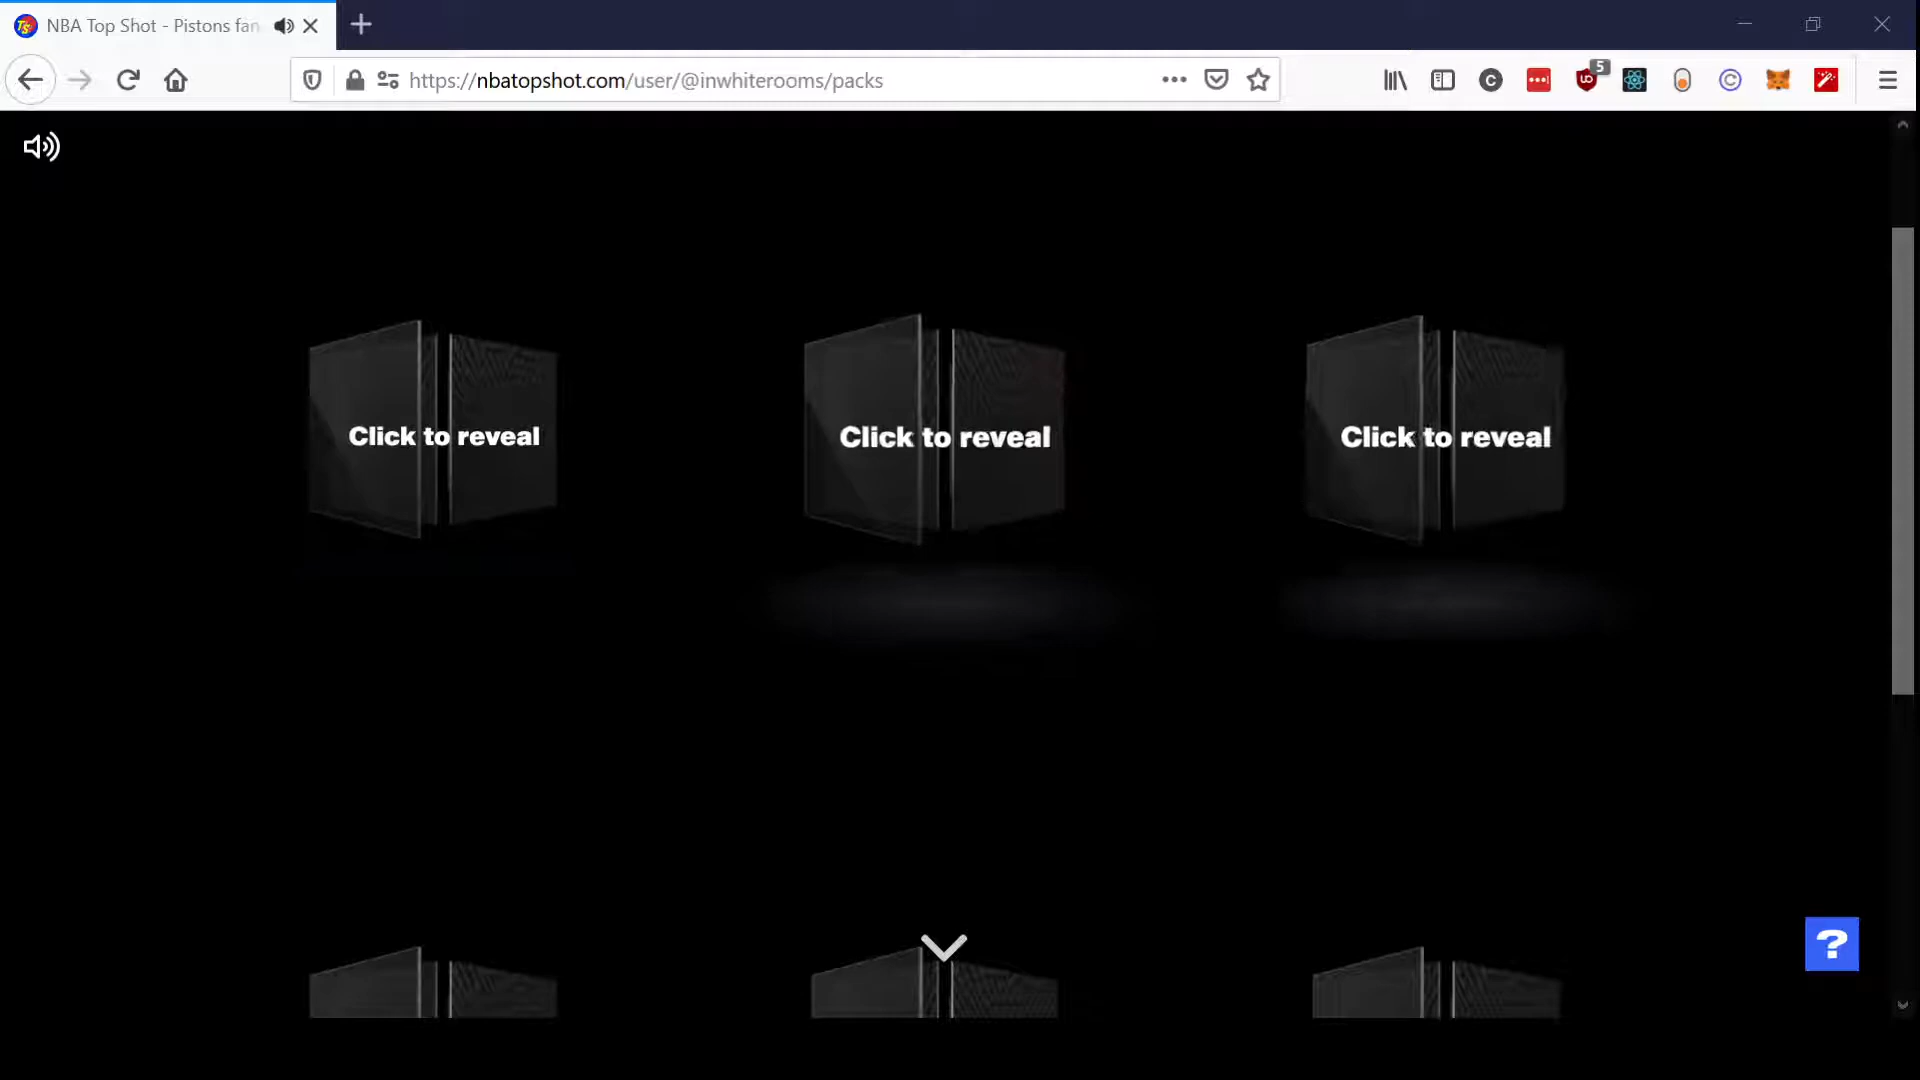 NBA Top Shot - Pistons fan
https://nbatopshot.com/user/@inwhiterooms/packs
5
Click to reveal
Click to reveal
Click to reveal
?